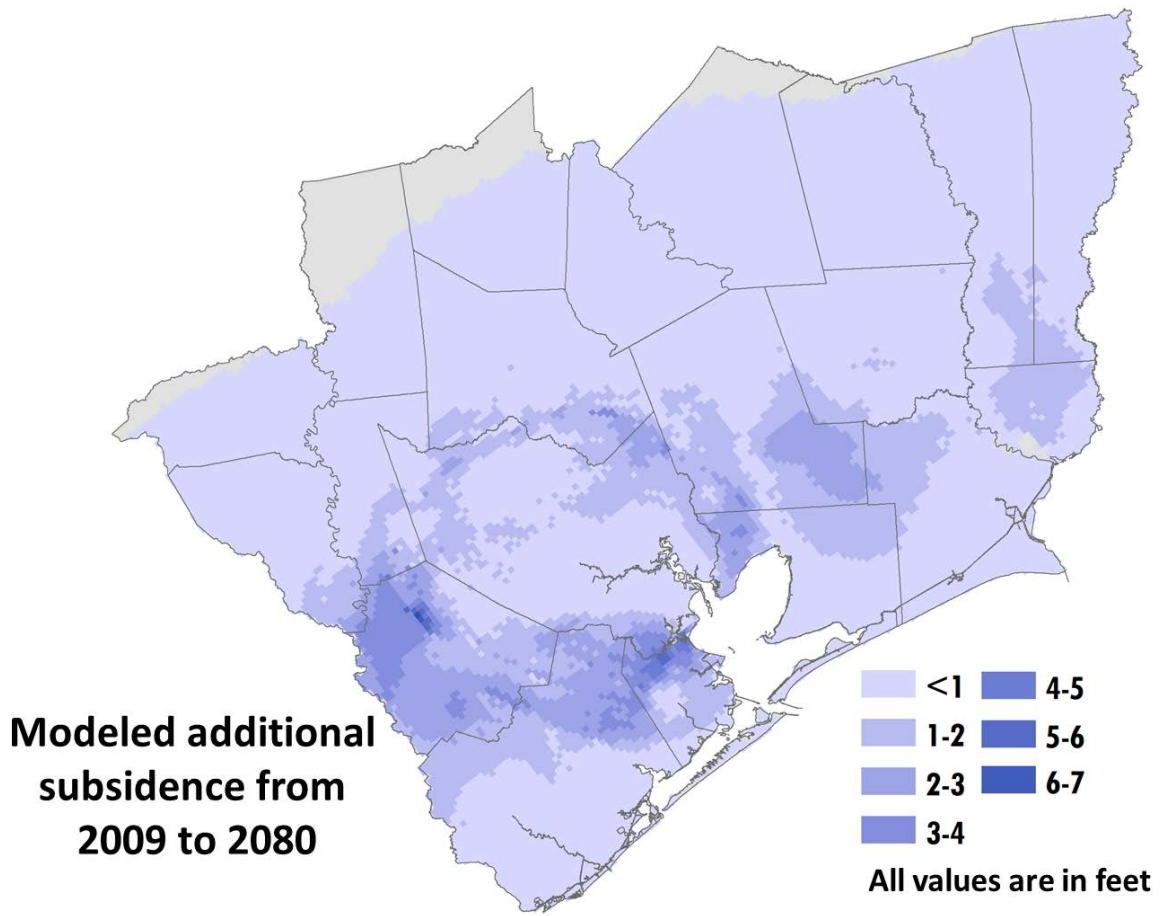 Modeled additional
subsidence from
2009 to 2080
<1
1-2
2-3
3-4
4-5
5-6
6-7
All values are in feet